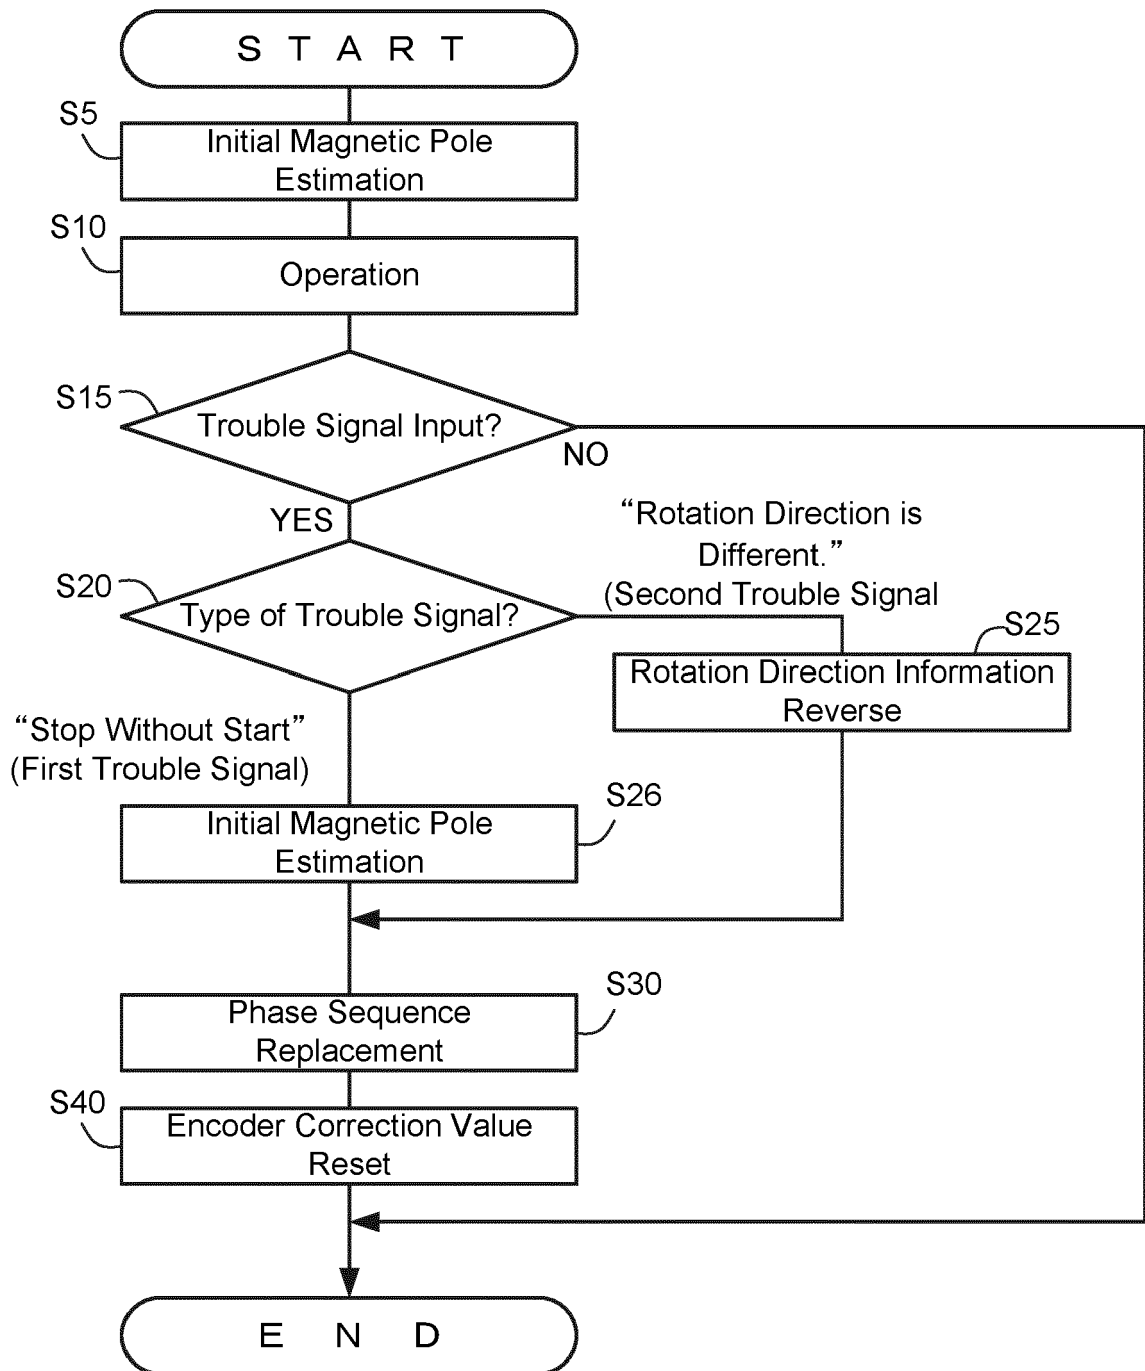 S T A R T
S5
Initial Magnetic Pole
Estimation
S10
Operation
S15
Trouble Signal Input?
NO
YES
“Rotation Direction is
Different.”
(Second Trouble Signal
S20
Type of Trouble Signal?
S25
Rotation Direction Information
Reverse
“Stop Without Start”
(First Trouble Signal)
S26
Initial Magnetic Pole
Estimation
S30
Phase Sequence
Replacement
S40
Encoder Correction Value
Reset
E N D